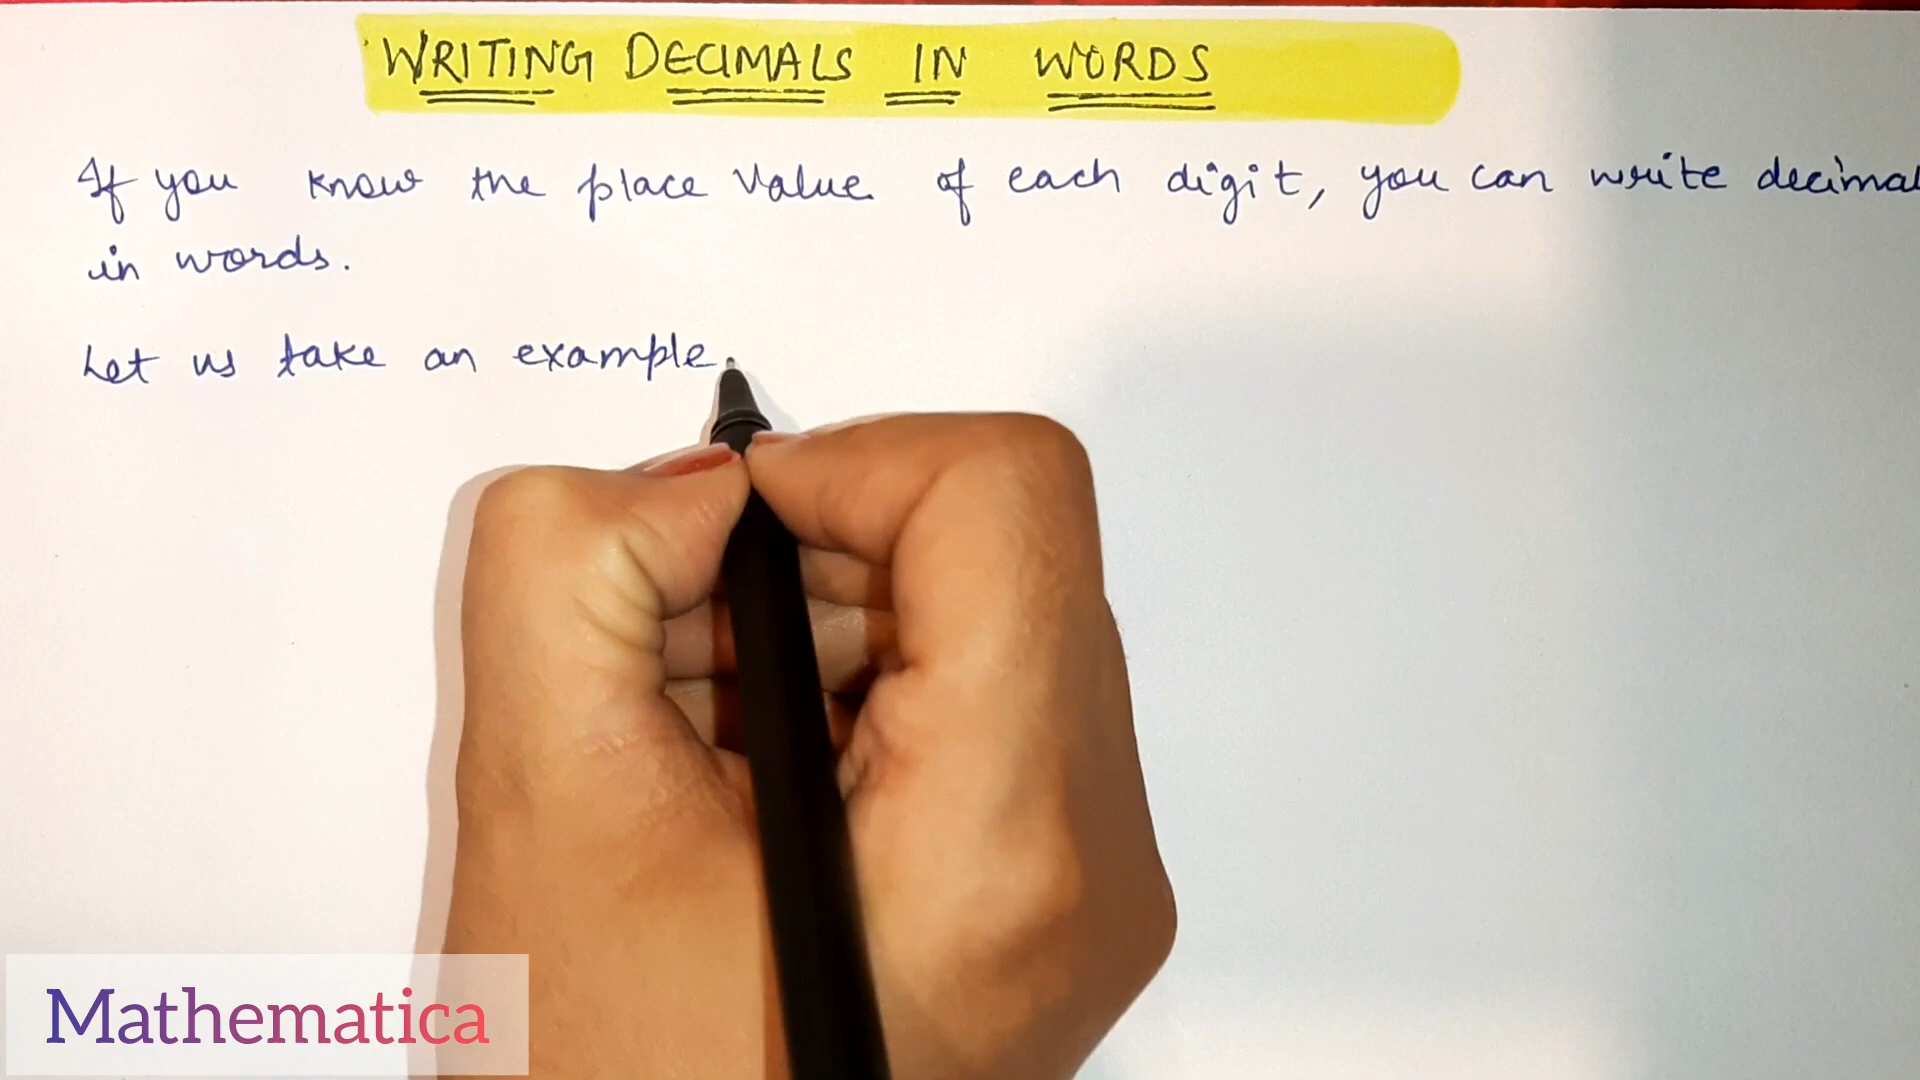 WRITING DECIMALS IN WORDS
If you know the place value of each digit, you can write decimal
in words.
Let us take an example.
Mathematica